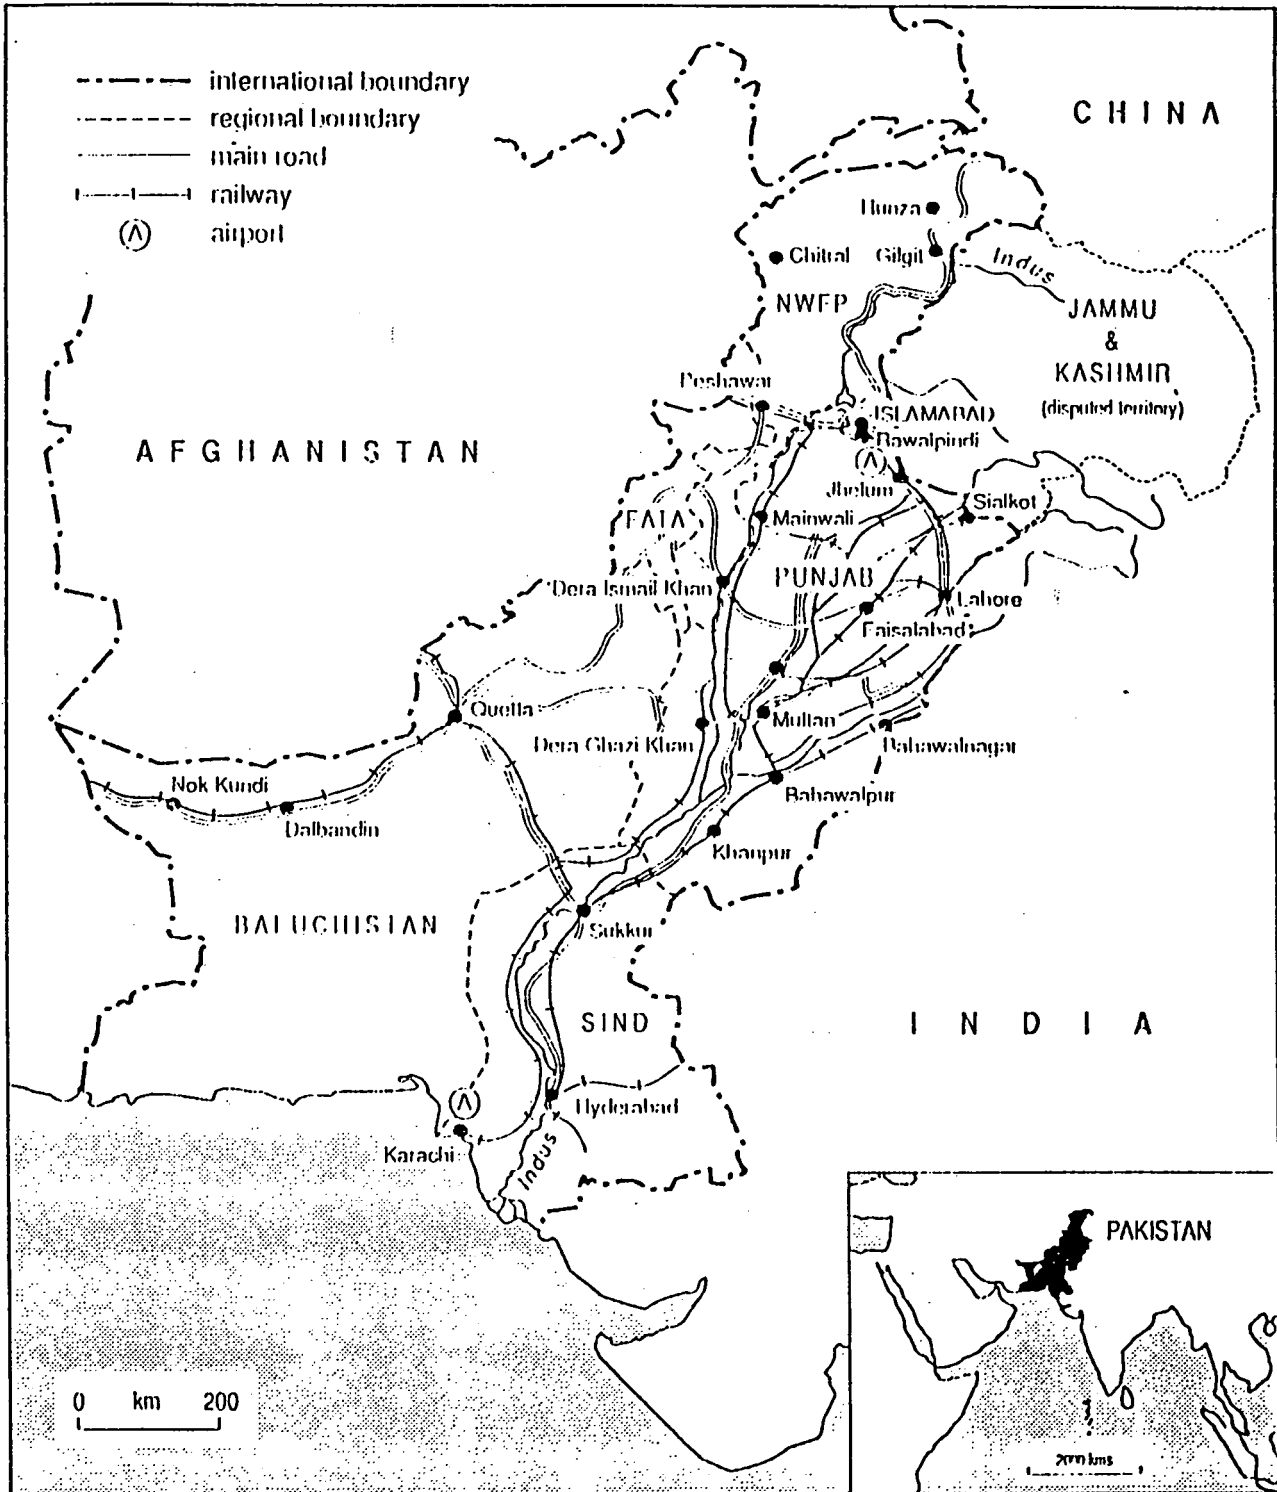 international boundary
regional boundary
main road
railway
airport
CHINA
Hunza
Chitral
Gilgit
Indus
NWFP
JAMMU
&
KASHMIR
(disputed territory)
Peshawar
ISLAMABAD
Rawalpindi
AFGHANISTAN
Jhelum
Sialkot
FATA
Mainwali
PUNJAB
Dera Ismail Khan
Lahore
Faisalabad
Quetta
Multan
Dera Ghazi Khan
Bahawalnagar
Nok Kundi
Bahawalpur
Dalbandin
Khanpur
BALUCHISTAN
Sukkur
SIND
INDIA
Hyderabad
Karachi
Indus
PAKISTAN
0 km 200
2000 kms